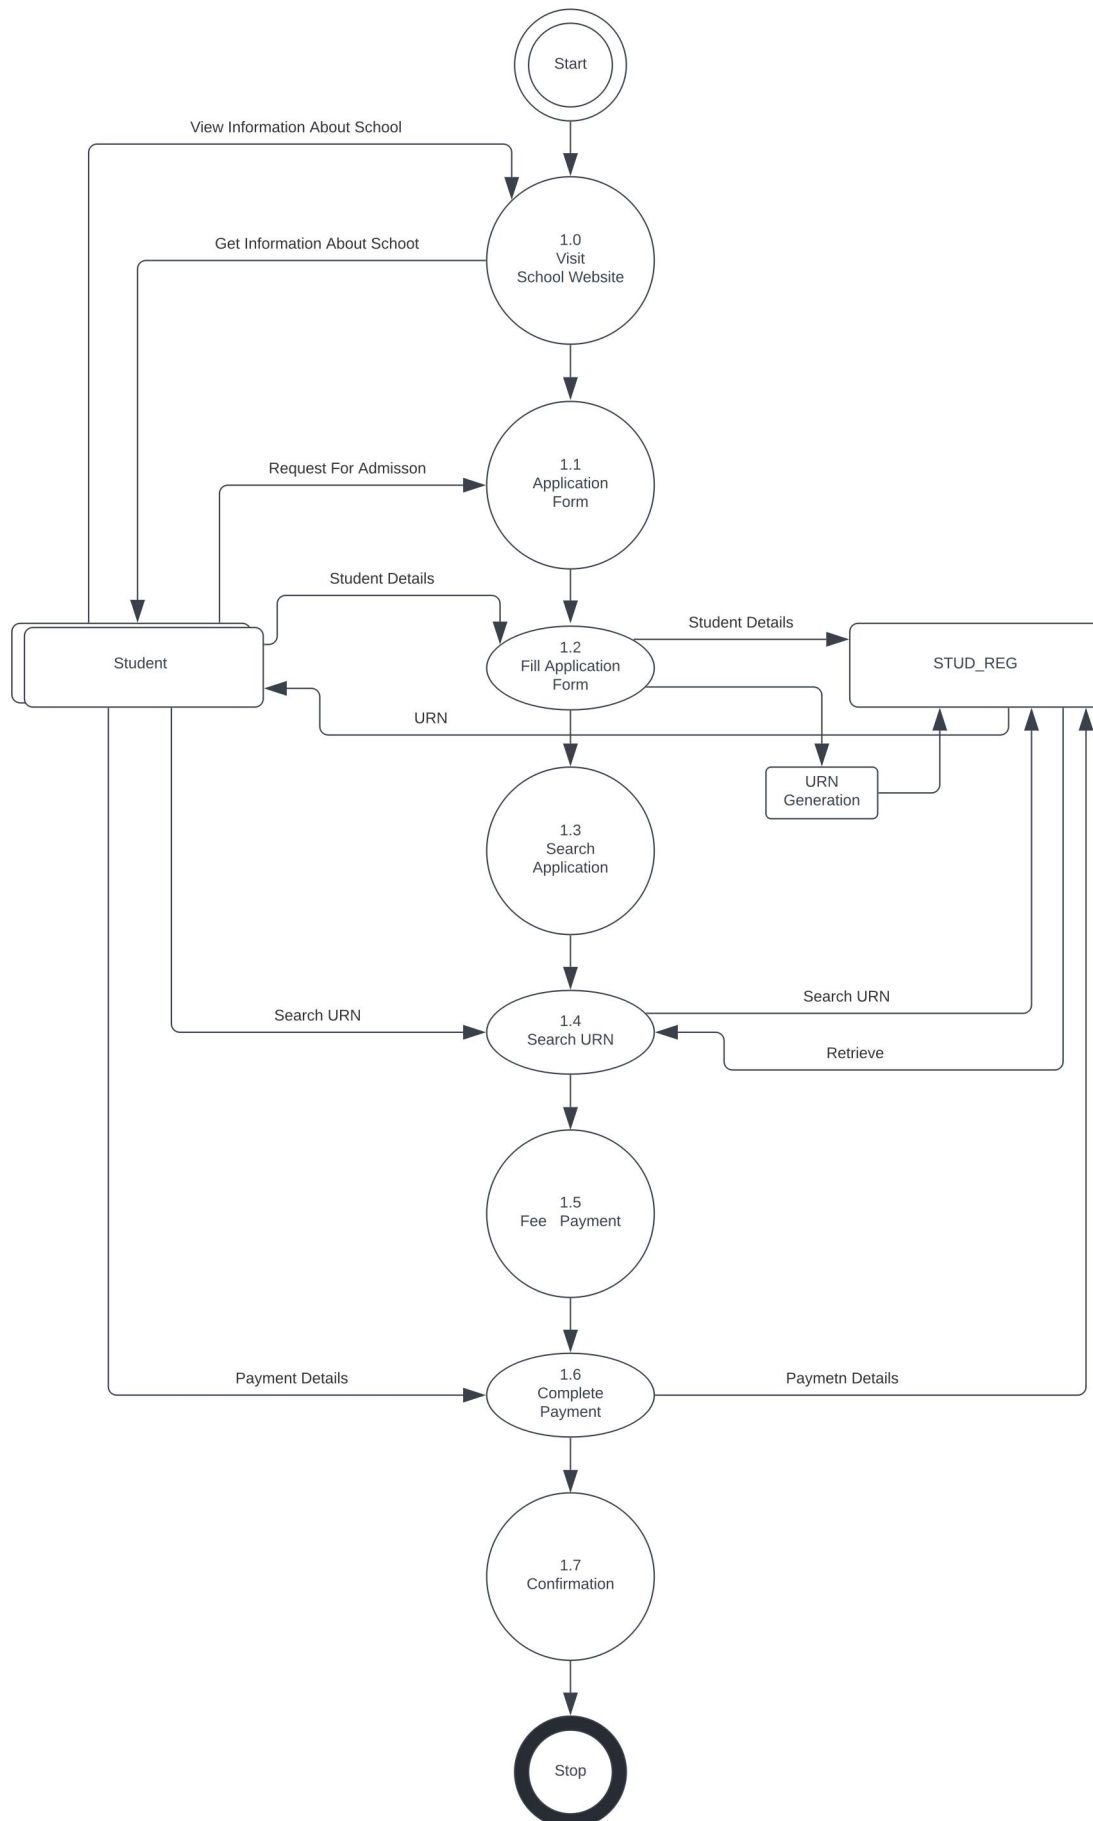 Start
View Information About School
Get Information About Schoot
1.0
Visit
School Website
Request For Admisson
1.1
Application
Form
Student Details
Student Details
Student
1.2
Fill Application
Form
STUD_REG
URN
URN
Generation
1.3
Search
Application
Search URN
Search URN
1.4
Search URN
Retrieve
1.5
Fee   Payment
Payment Details
1.6
Complete
Payment
Paymetn Details
1.7
Confirmation
Stop